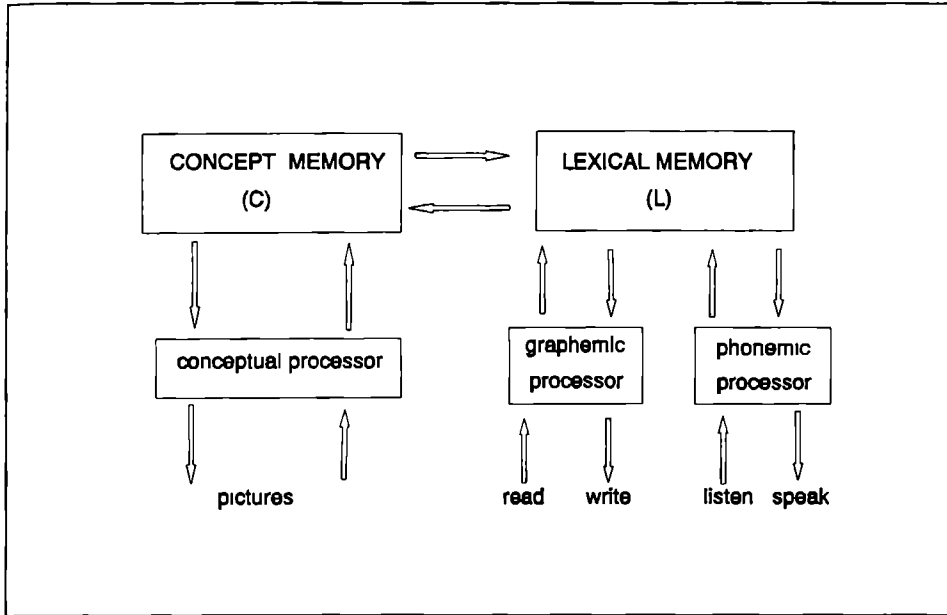 CONCEPT MEMORY
(C)
LEXICAL MEMORY
(L)
conceptual processor
graphemic
processor
phonemic
processor
pictures
read write listen speak